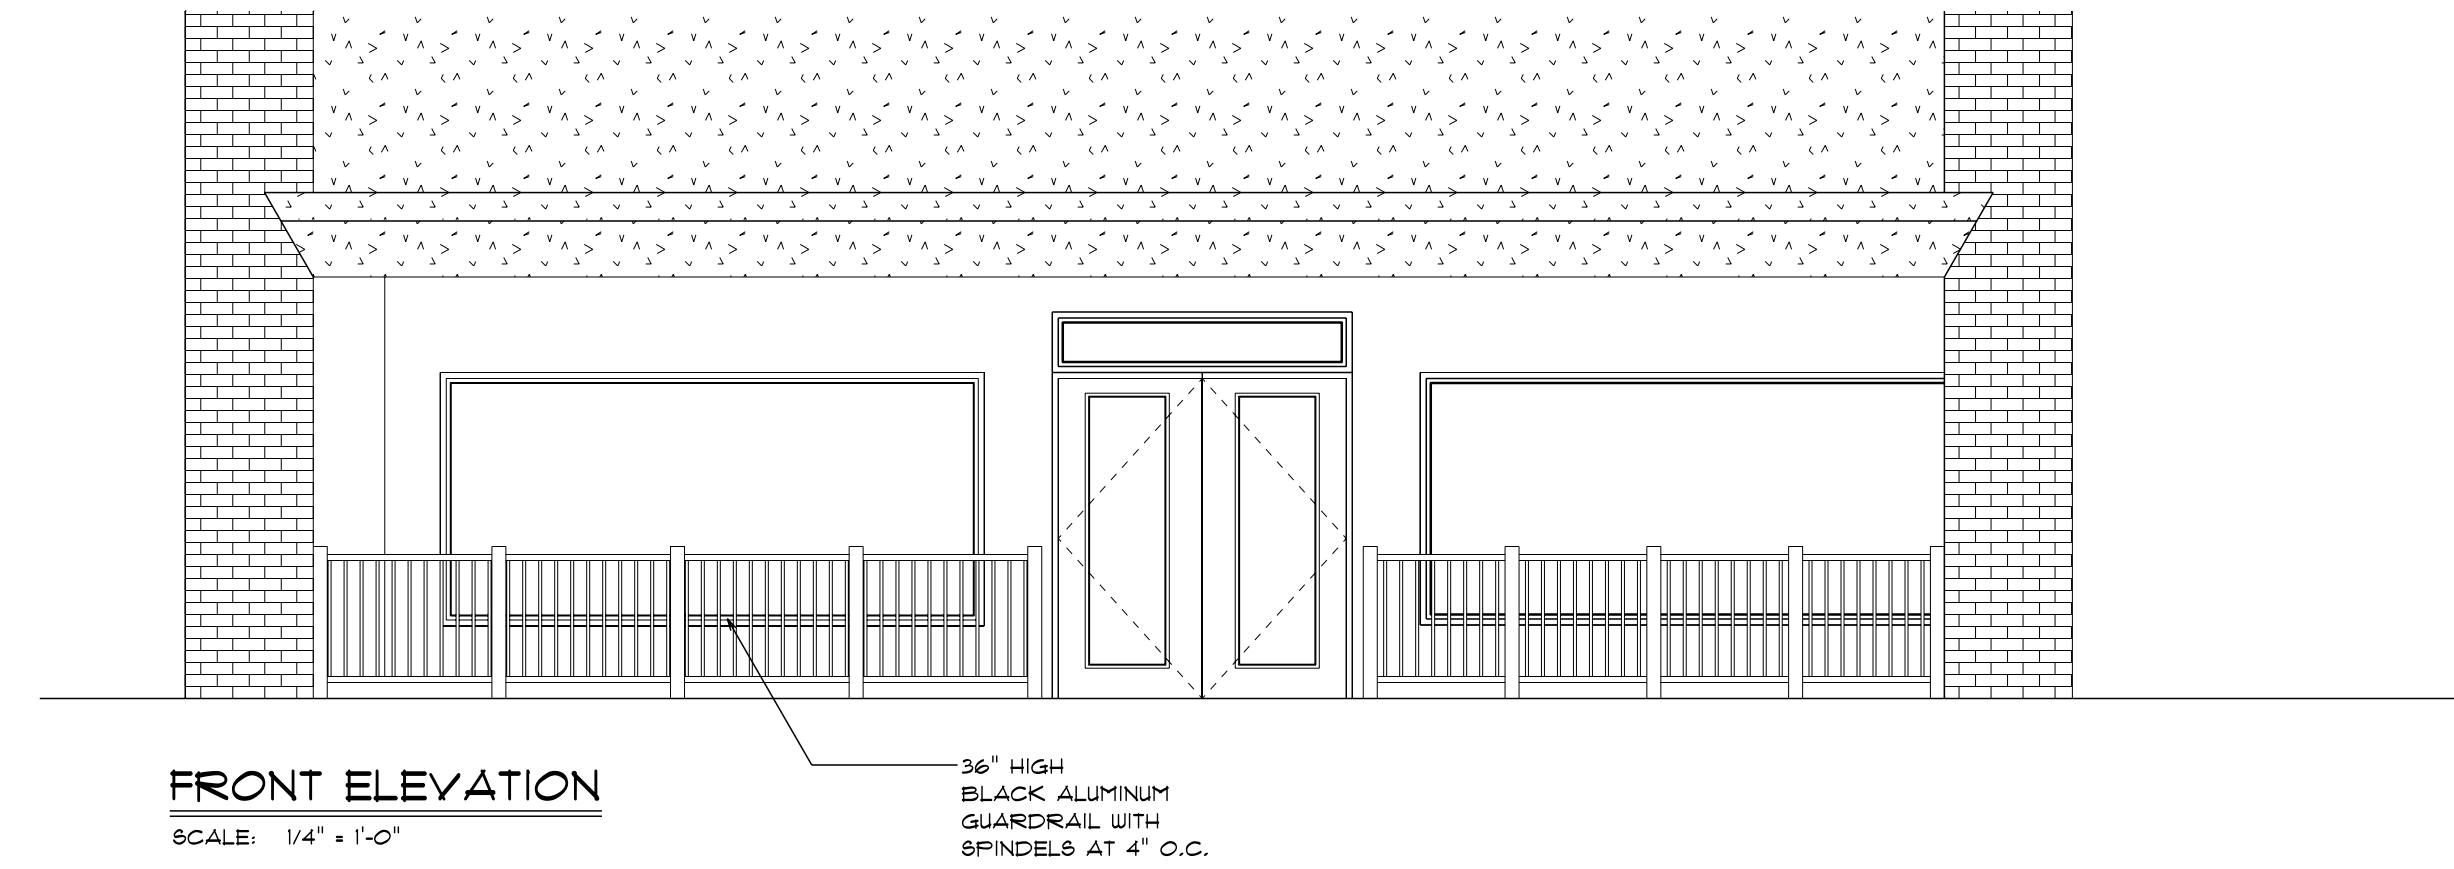 FRONT ELEVATION
SCALE: 1/4" = 1'-0"
36" HIGH
BLACK ALUMINUM
GUARDRAIL WITH
SPINDELS AT 4" O.C.